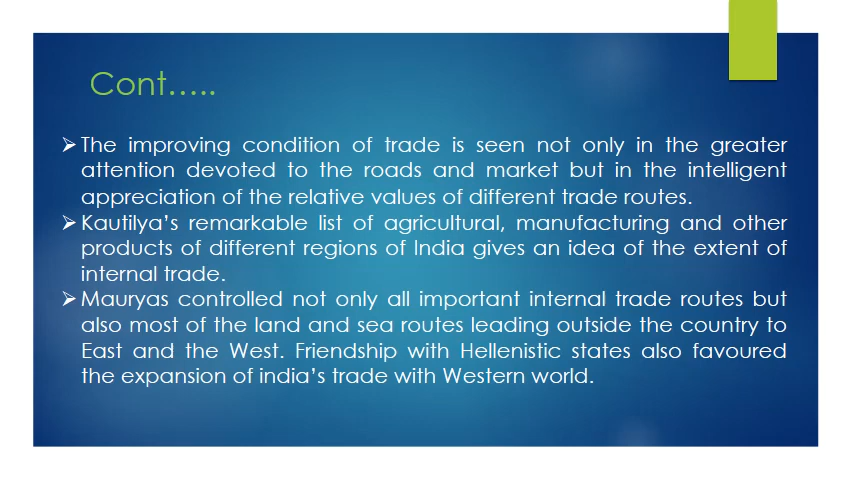 Cont…..
➢The improving condition of trade is seen not only in the greater
attention devoted to the roads and market but in the intelligent
appreciation of the relative values of different trade routes.
➢Kautilya’s remarkable list of agricultural, manufacturing and other
products of different regions of India gives an idea of the extent of
internal trade.
➢Mauryas controlled not only all important internal trade routes but
also most of the land and sea routes leading outside the country to
East and the West. Friendship with Hellenistic states also favoured
the expansion of india’s trade with Western world.